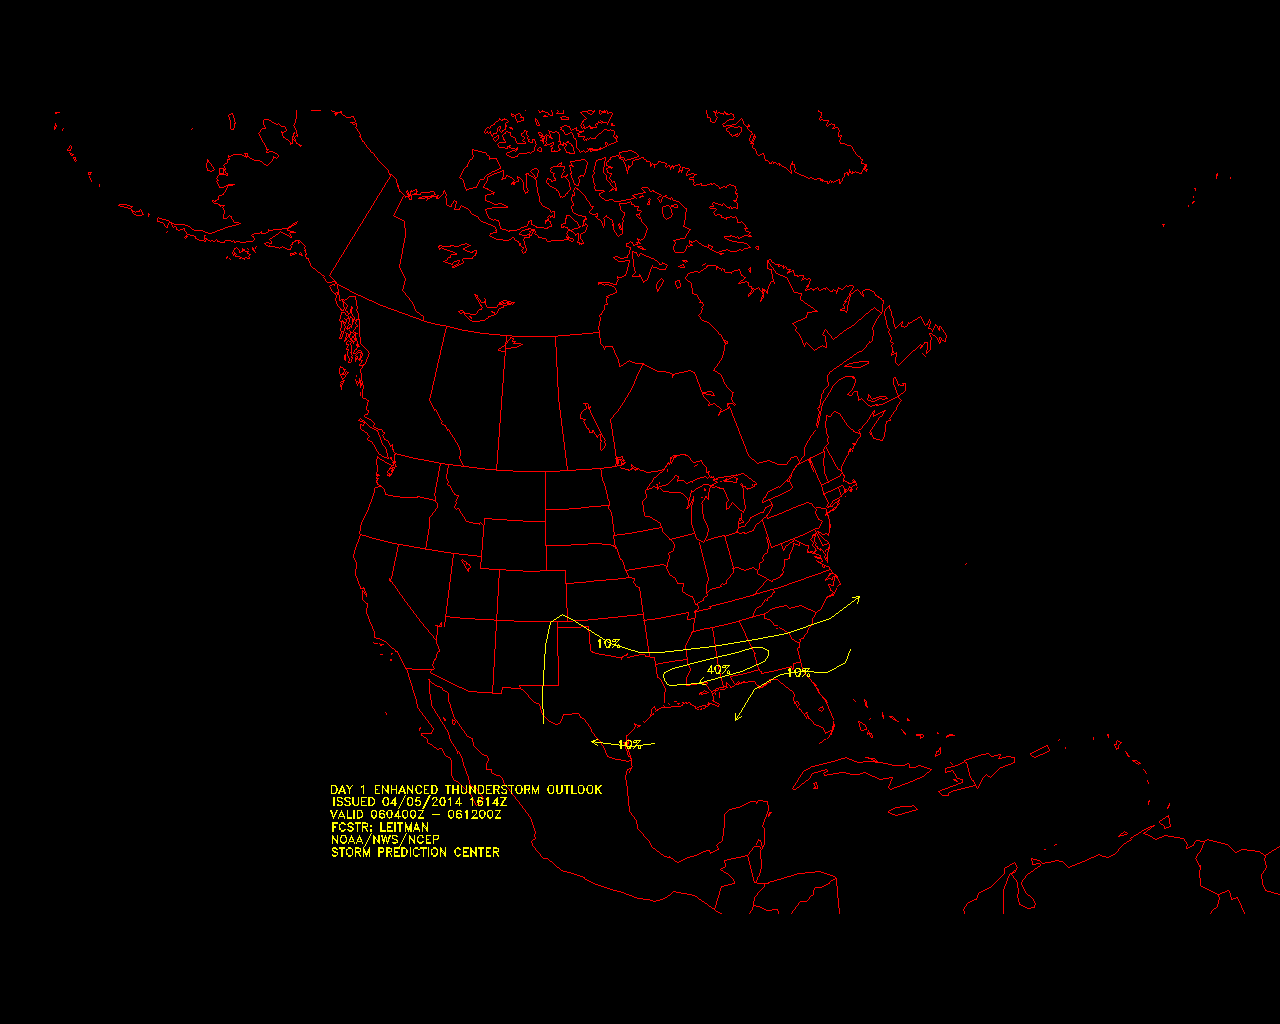 10%
40%
10%
10%
DAY 1 ENHANCED THUNDERSTORM OUTLOOK
ISSUED 04/05/2014 1614Z
VALID 060400Z - 061200Z
FCSTR: LEITMAN
NOAA/NWS/NCEP
STORM PREDICTION CENTER